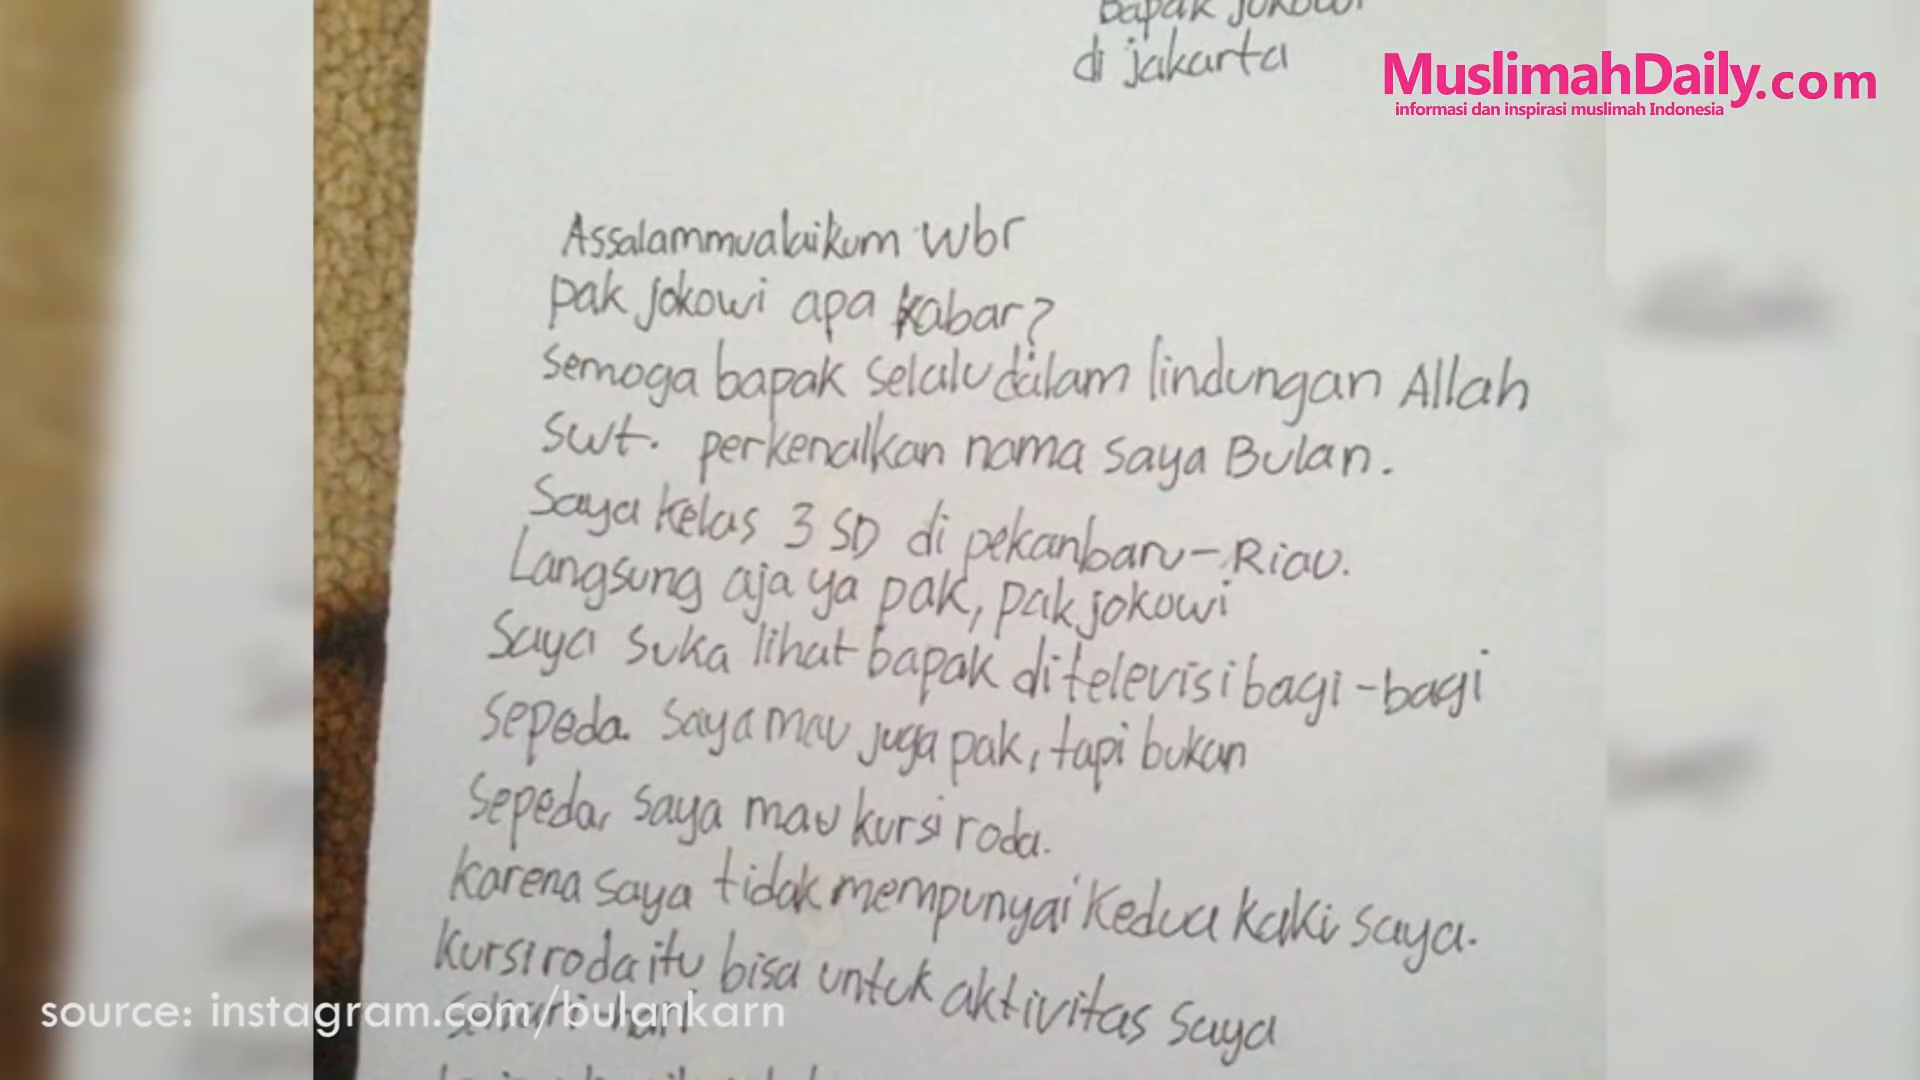 Bapak Jokowi
di jakarta
MuslimahDaily.com
informasi dan inspirasi muslimah Indonesia
Assalammualaikum wbr
pak jokowi apa kabar?
semoga bapak selalu dalam lindungan Allah
swt. perkenalkan nama saya Bulan.
Saya kelas 3 SD di pekanbaru-Riau.
Langsung aja ya pak, pak jokowi
Saya suka lihat bapak di televisi bagi-bagi
sepeda. saya mau juga pak, tapi bukan
sepeda, saya mau kursi roda.
karena saya tidak mempunyai kedua kaki saya.
kursi roda itu bisa untuk aktivitas saya
source: instagram.com/bulankarn